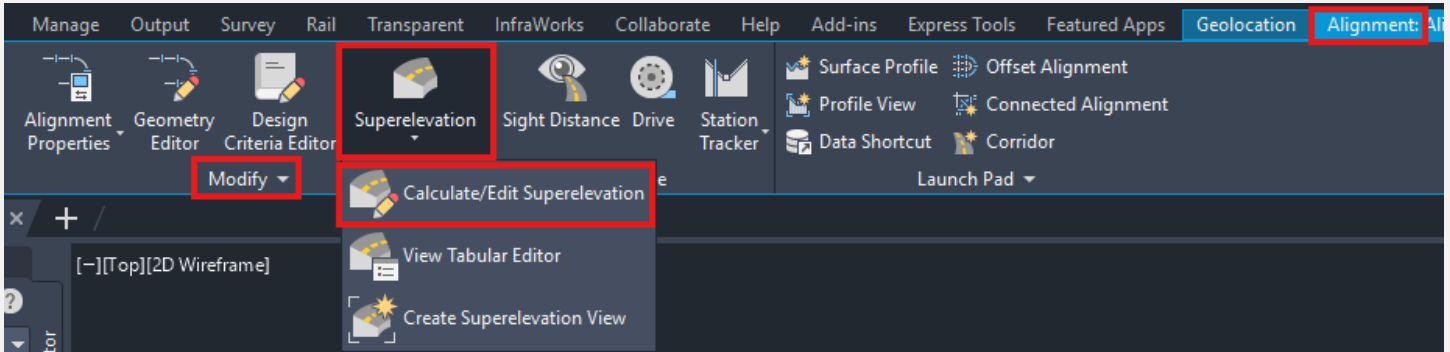 Manage Output Survey Rail Transparent InfraWorks Collaborate Help Add-ins Express Tools Featured Apps Geolocation Alignment: Ali
Alignment Properties
Geometry Editor
Design Criteria Editor
Superelevation
Sight Distance
Drive
Station Tracker
Surface Profile
Offset Alignment
Profile View
Connected Alignment
Data Shortcut
Corridor
Modify
e
Launch Pad
Calculate/Edit Superelevation
View Tabular Editor
Create Superelevation View
[−][Top][2D Wireframe]
?
tor